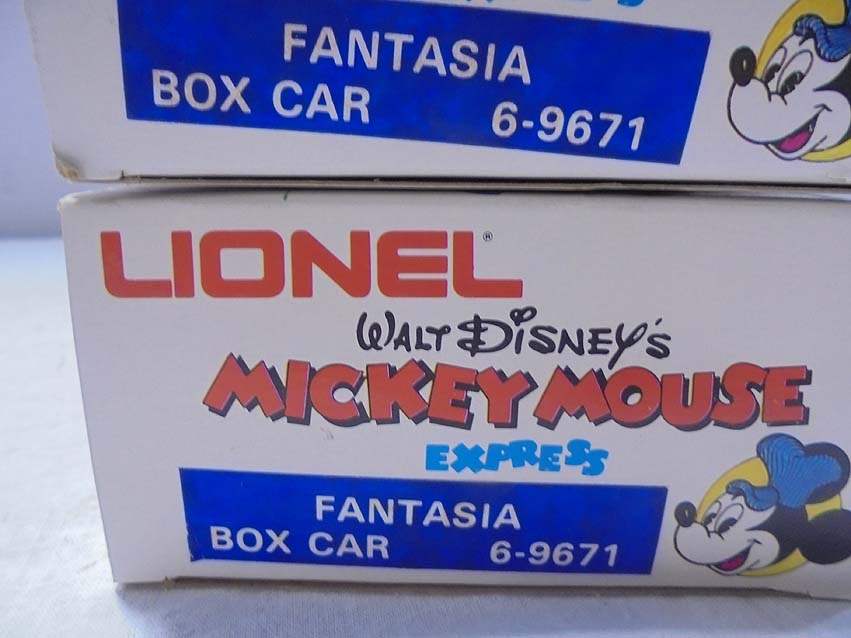 FANTASIA
BOX CAR 6-9671
LIONEL®
WALT DISNEY'S
MICKEY MOUSE
EXPRESS
FANTASIA
BOX CAR 6-9671